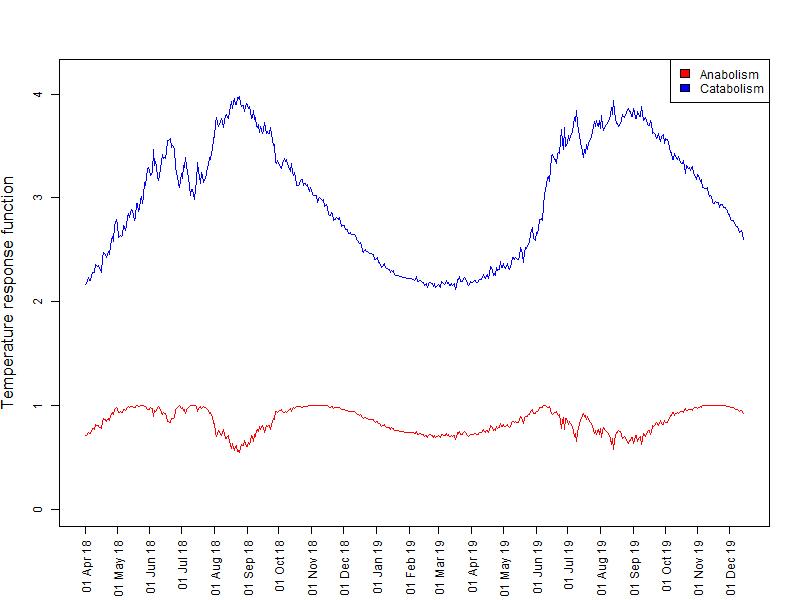 Anabolism
Catabolism
Temperature response function
4
3
2
1
0
01 Apr 18
01 May 18
01 Jun 18
01 Jul 18
01 Aug 18
01 Sep 18
01 Oct 18
01 Nov 18
01 Dec 18
01 Jan 19
01 Feb 19
01 Mar 19
01 Apr 19
01 May 19
01 Jun 19
01 Jul 19
01 Aug 19
01 Sep 19
01 Oct 19
01 Nov 19
01 Dec 19